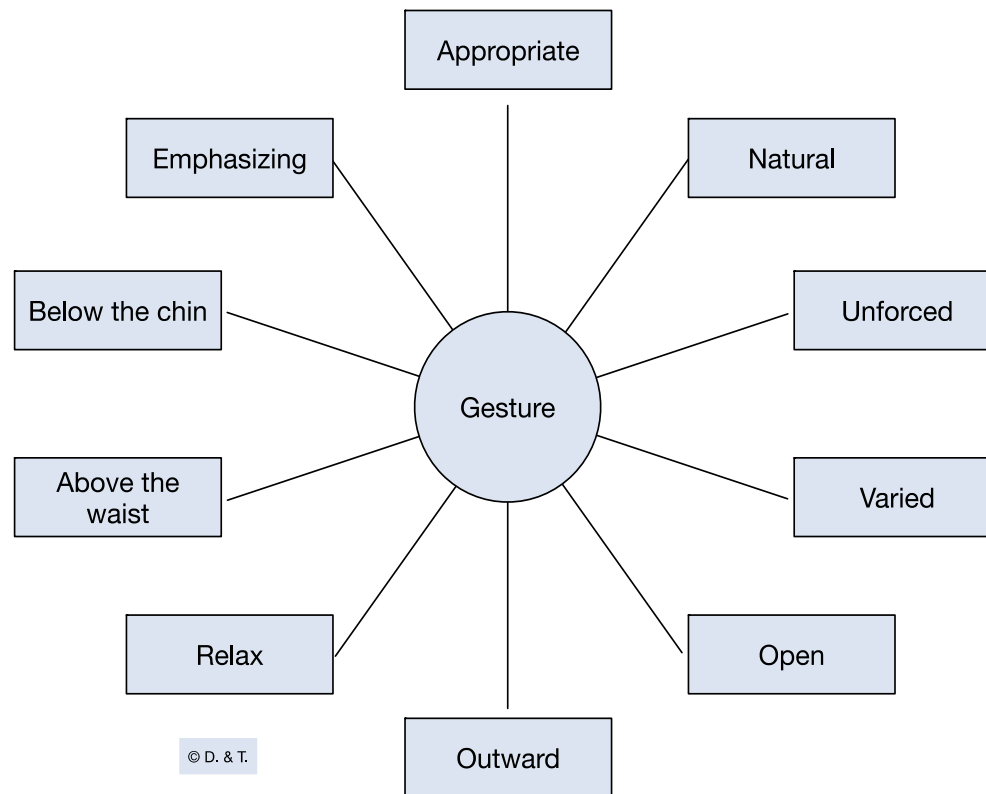 Appropriate
Emphasizing
Natural
Below the chin
Unforced
Gesture
Above the
waist
Varied
Relax
Open
Outward
© D. & T.